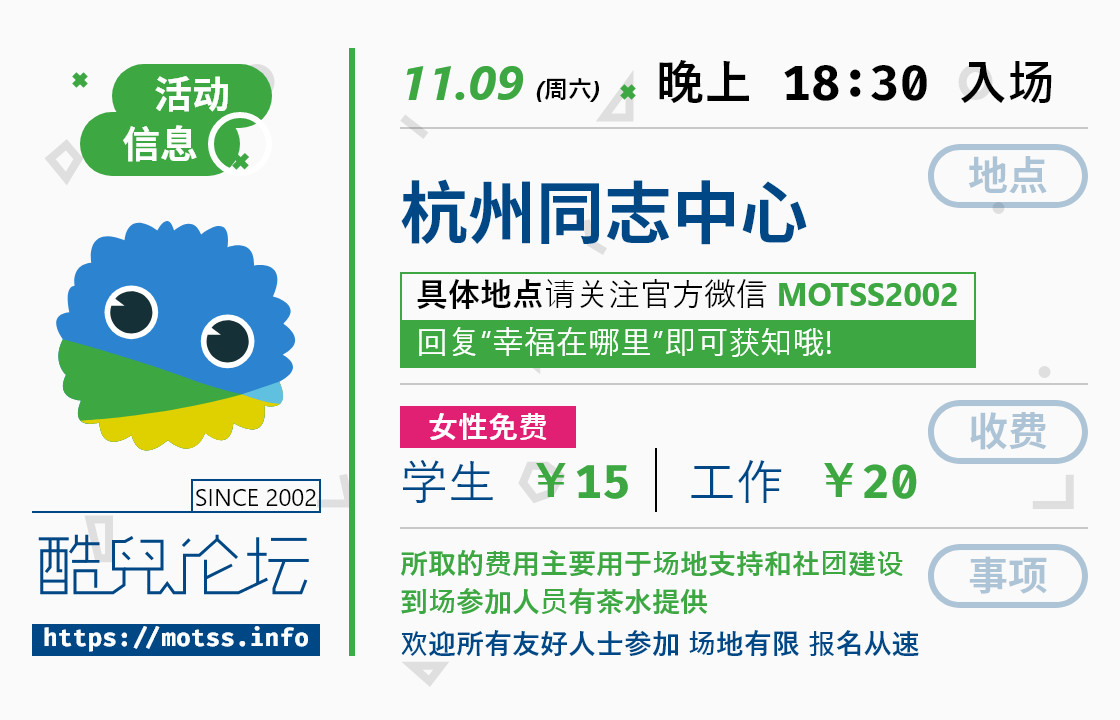 活动
信息
SINCE 2002
酷兒论坛
https://motss.info
11.09 (周六) 晚上 18:30 入场
地点
杭州同志中心
具体地点请关注官方微信 MOTSS2002
回复“幸福在哪里”即可获知哦!
收费
女性免费
学生 ￥15 工作 ￥20
事项
所取的费用主要用于场地支持和社团建设
到场参加人员有茶水提供
欢迎所有友好人士参加 场地有限 报名从速